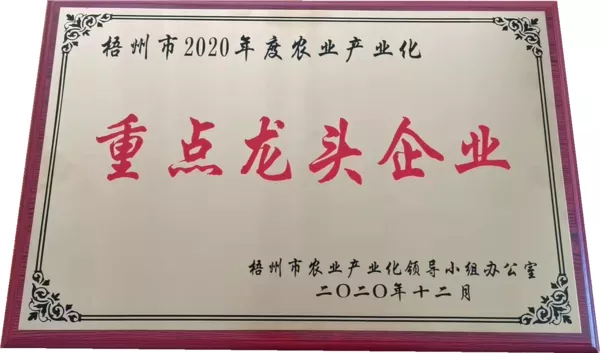 梧州市2020年度农业产业化
重点龙头企业
梧州市农业产业化领导小组办公室
二〇二〇年十二月